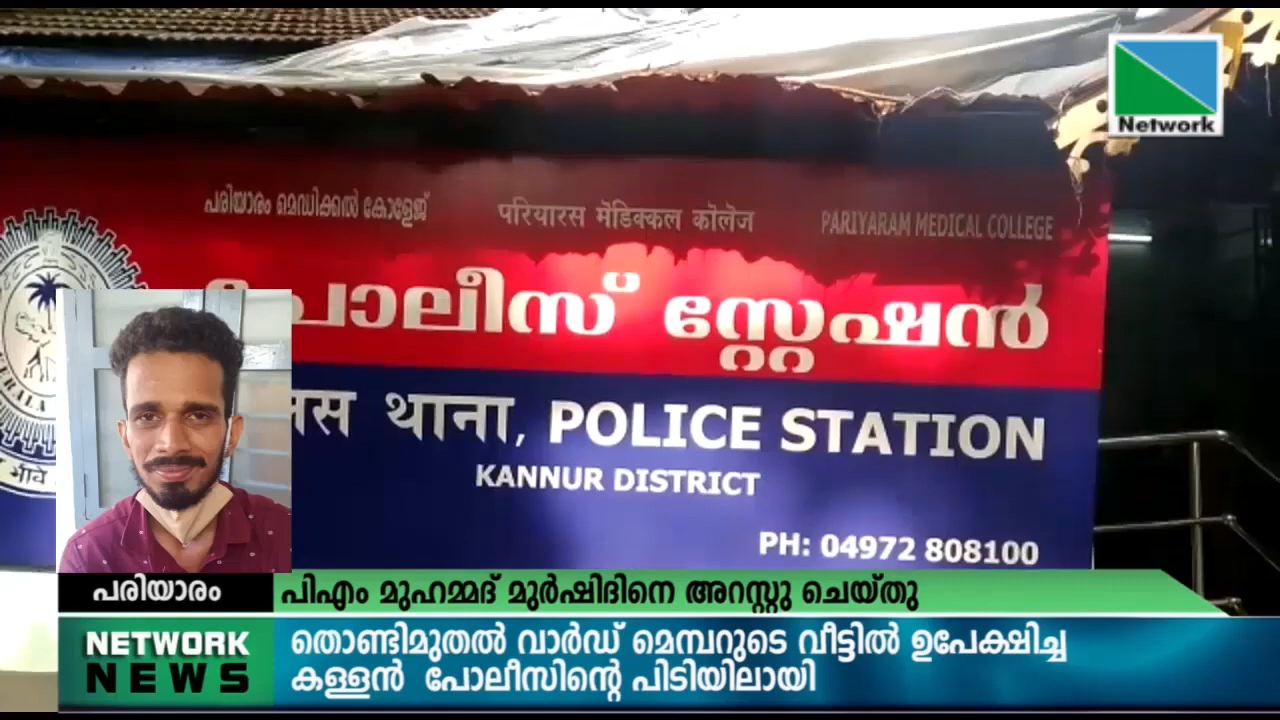 Network
പരിയാരം മെഡിക്കൽ കോളേജ്
परियारस मॅडिक्कल कॉलॅज
PARIYARAM MEDICAL COLLEGE
പോലീസ് സ്റ്റേഷൻ
थाना, POLICE STATION
KANNUR DISTRICT
PH: 04972 808100
പരിയാരം
പിഎം മുഹമ്മദ് മുർഷിദിനെ അറസ്റ്റു ചെയ്തു
NETWORK NEWS
തൊണ്ടിമുതൽ വാർഡ് മെമ്പറുടെ വീട്ടിൽ ഉപേക്ഷിച്ച
കള്ളൻ പോലീസിന്റെ പിടിയിലായി